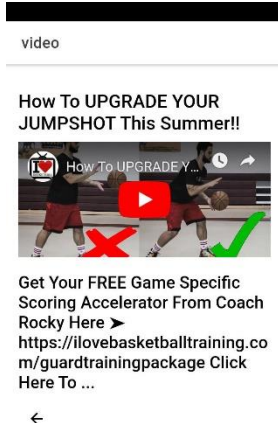 video
How To UPGRADE YOUR
JUMPSHOT This Summer!!
How To UPGRADE Y...
Get Your FREE Game Specific
Scoring Accelerator From Coach
Rocky Here ➤
https://ilovebasketballtraining.co
m/guardtrainingpackage Click
Here To ...